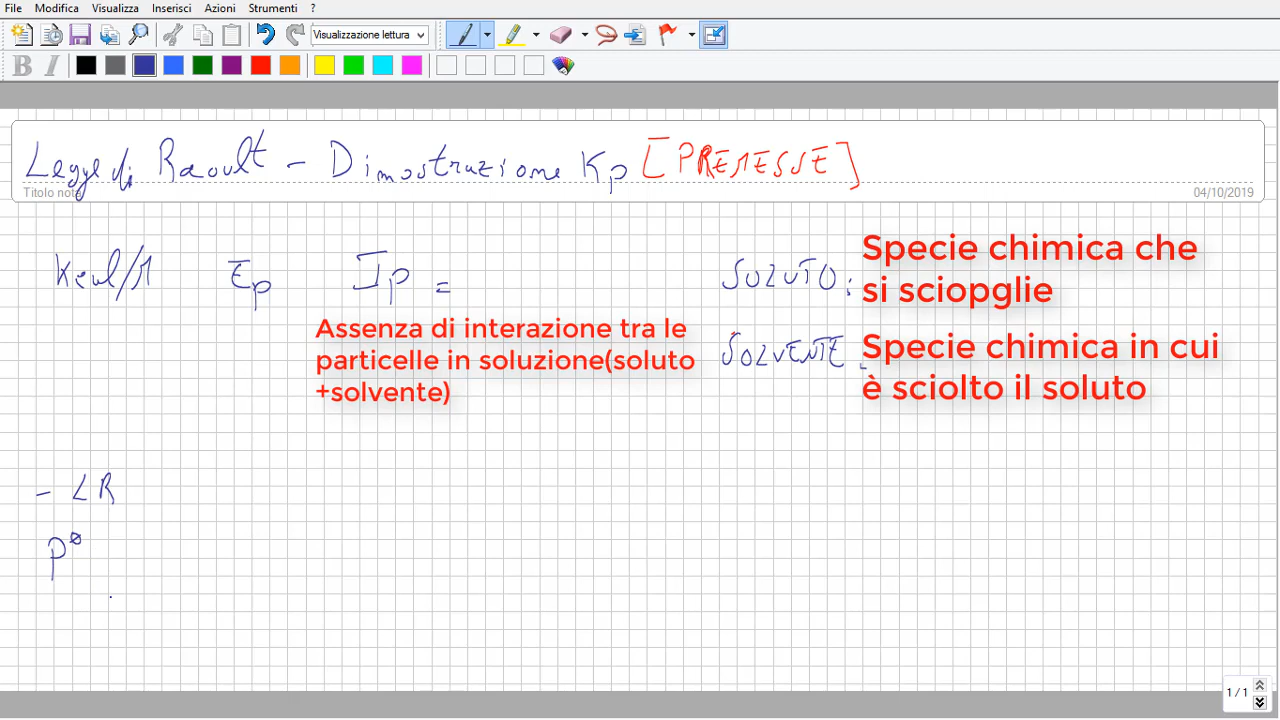 File Modifica Visualizza Inserisci Azioni Strumenti ?
Visualizzazione lettura
B I
Legge di Raoult - Dimostrazione Kp [PREMESSE]
Titolo nota 04/10/2019
Ep Ip =
SOLUTO: Specie chimica che
si sciopglie
Assenza di interazione tra le
particelle in soluzione(soluto
+solvente)
SOLVENTE: Specie chimica in cui
è sciolto il soluto
- LR
P°
1 / 1